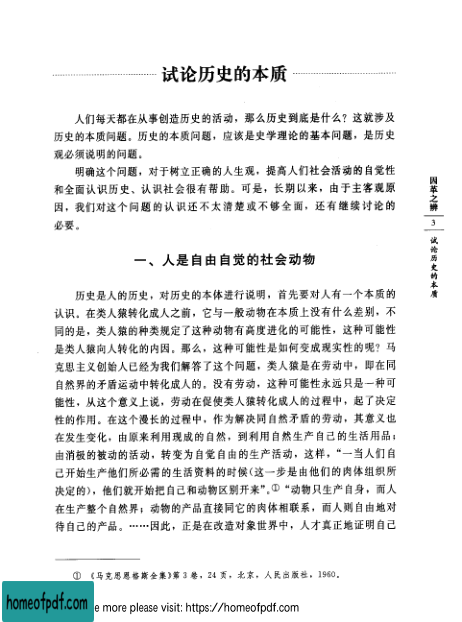 试论历史的本质
人们每天都在从事创造历史的活动，那么历史到底是什么？这就涉及
历史的本质问题。历史的本质问题，应该是史学理论的基本问题，是历史
观必须说明的问题。
明确这个问题，对于树立正确的人生观，提高人们社会活动的自觉性
和全面认识历史、认识社会很有帮助。可是，长期以来，由于主客观原
因，我们对这个问题的认识还不太清楚或不够全面，还有继续讨论的
必要。
一、人是自由自觉的社会动物
历史是人的历史，对历史的本体进行说明，首先要对人有一个本质的
认识。在类人猿转化成人之前，它与一般动物在本质上没有什么差别，不
同的是，类人猿的种类规定了这种动物有高度进化的可能性，这种可能性
是类人猿向人转化的内因。那么，这种可能性是如何变成现实性的呢？马
克思主义创始人已经为我们解答了这个问题，类人猿是在劳动中，即在同
自然界的矛盾运动中转化成人的。没有劳动，这种可能性永远只是一种可
能性，从这个意义上说，劳动在促使类人猿转化成人的过程中，起了决定
性的作用。在这个漫长的过程中，作为解决同自然矛盾的劳动，其意义也
在发生变化，由原来利用现成的自然，到利用自然生产自己的生活用品；
由消极的被动的活动，转变为自觉自由的生产活动，这样，“一当人们自
己开始生产他们所必需的生活资料的时候（这一步是由他们的肉体组织所
决定的），他们就开始把自己和动物区别开来”。① “动物只生产自身，而人
在生产整个自然界；动物的产品直接同它的肉体相联系，而人则自由地对
待自己的产品。……因此，正是在改造对象世界中，人才真正地证明自己
① 《马克思恩格斯全集》第 3 卷，24 页，北京，人民出版社，1960。
因革之辨
3
试论历史的本质
homeofpdf.com
e more please visit: https://homeofpdf.com